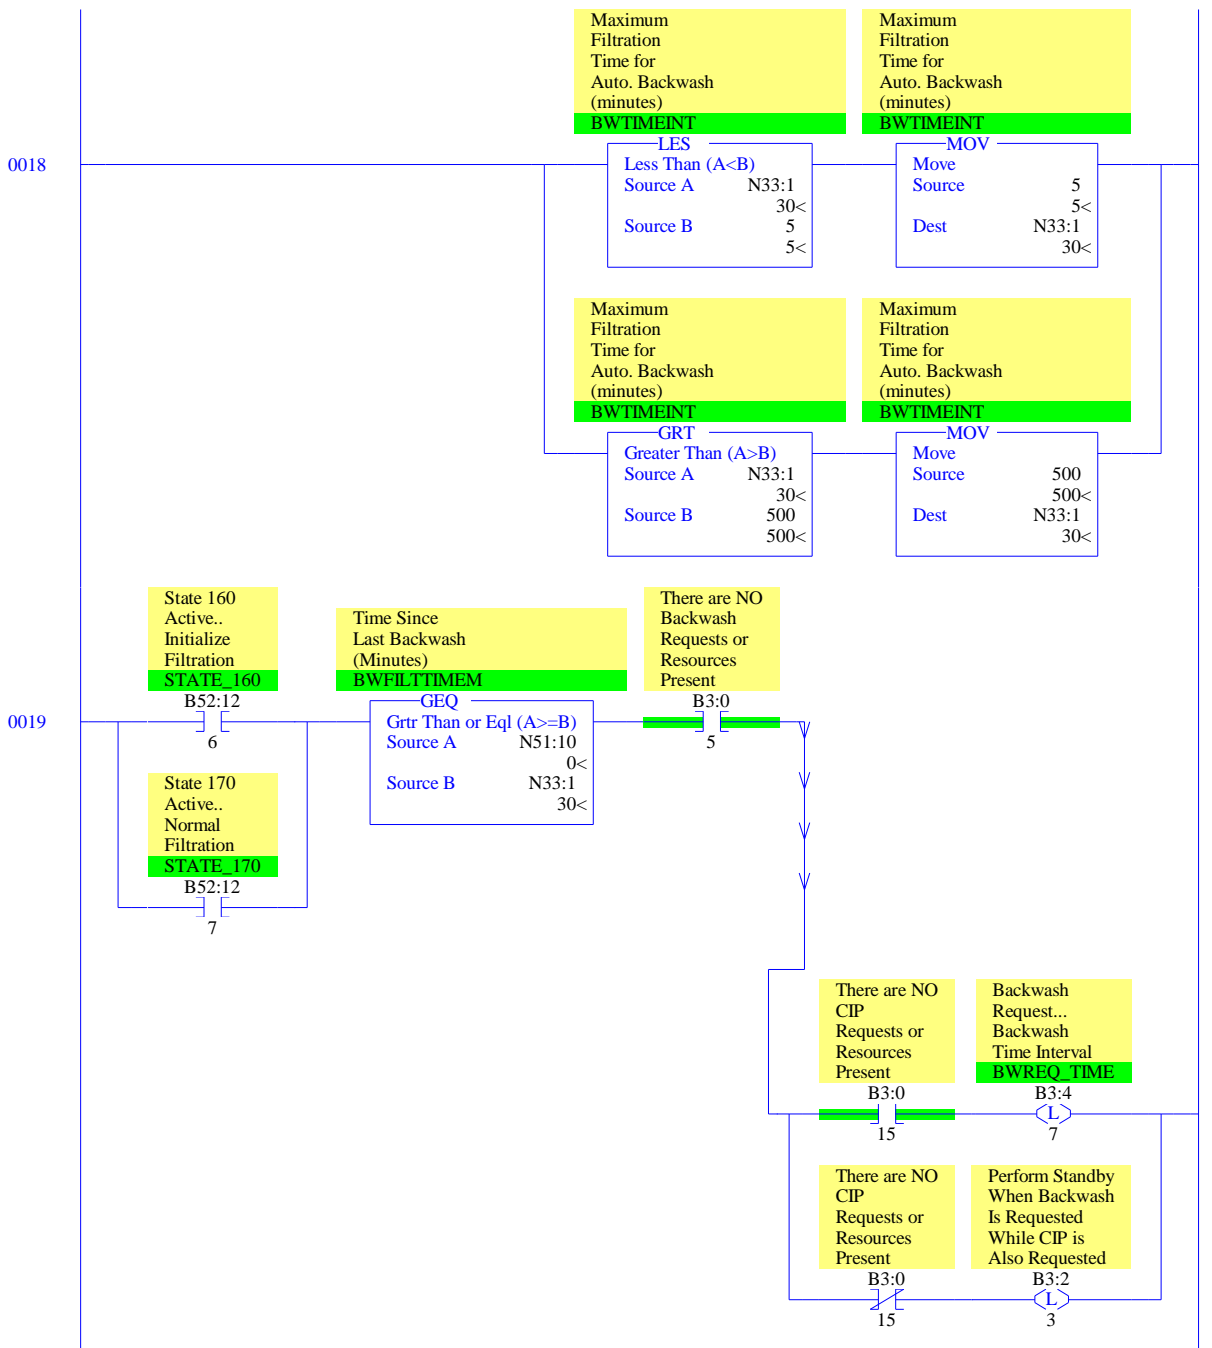 Maximum
Filtration
Time for
Auto. Backwash
(minutes)
BWTIMEINT
Maximum
Filtration
Time for
Auto. Backwash
(minutes)
BWTIMEINT
0018
LES
Less Than (A<B)
Source A N33:1
30<
Source B 5
5<
MOV
Move
Source 5
5<
Dest N33:1
30<
Maximum
Filtration
Time for
Auto. Backwash
(minutes)
BWTIMEINT
Maximum
Filtration
Time for
Auto. Backwash
(minutes)
BWTIMEINT
GRT
Greater Than (A>B)
Source A N33:1
30<
Source B 500
500<
MOV
Move
Source 500
500<
Dest N33:1
30<
State 160
Active..
Initialize
Filtration
STATE_160
B52:12
6
Time Since
Last Backwash
(Minutes)
BWFILTTIMEM
There are NO
Backwash
Requests or
Resources
Present
B3:0
5
0019
GEQ
Grtr Than or Eql (A>=B)
Source A N51:10
0<
Source B N33:1
30<
State 170
Active..
Normal
Filtration
STATE_170
B52:12
7
There are NO
CIP
Requests or
Resources
Present
B3:0
15
Backwash
Request...
Backwash
Time Interval
BWREQ_TIME
B3:4
L
7
There are NO
CIP
Requests or
Resources
Present
B3:0
15
Perform Standby
When Backwash
Is Requested
While CIP is
Also Requested
B3:2
L
3